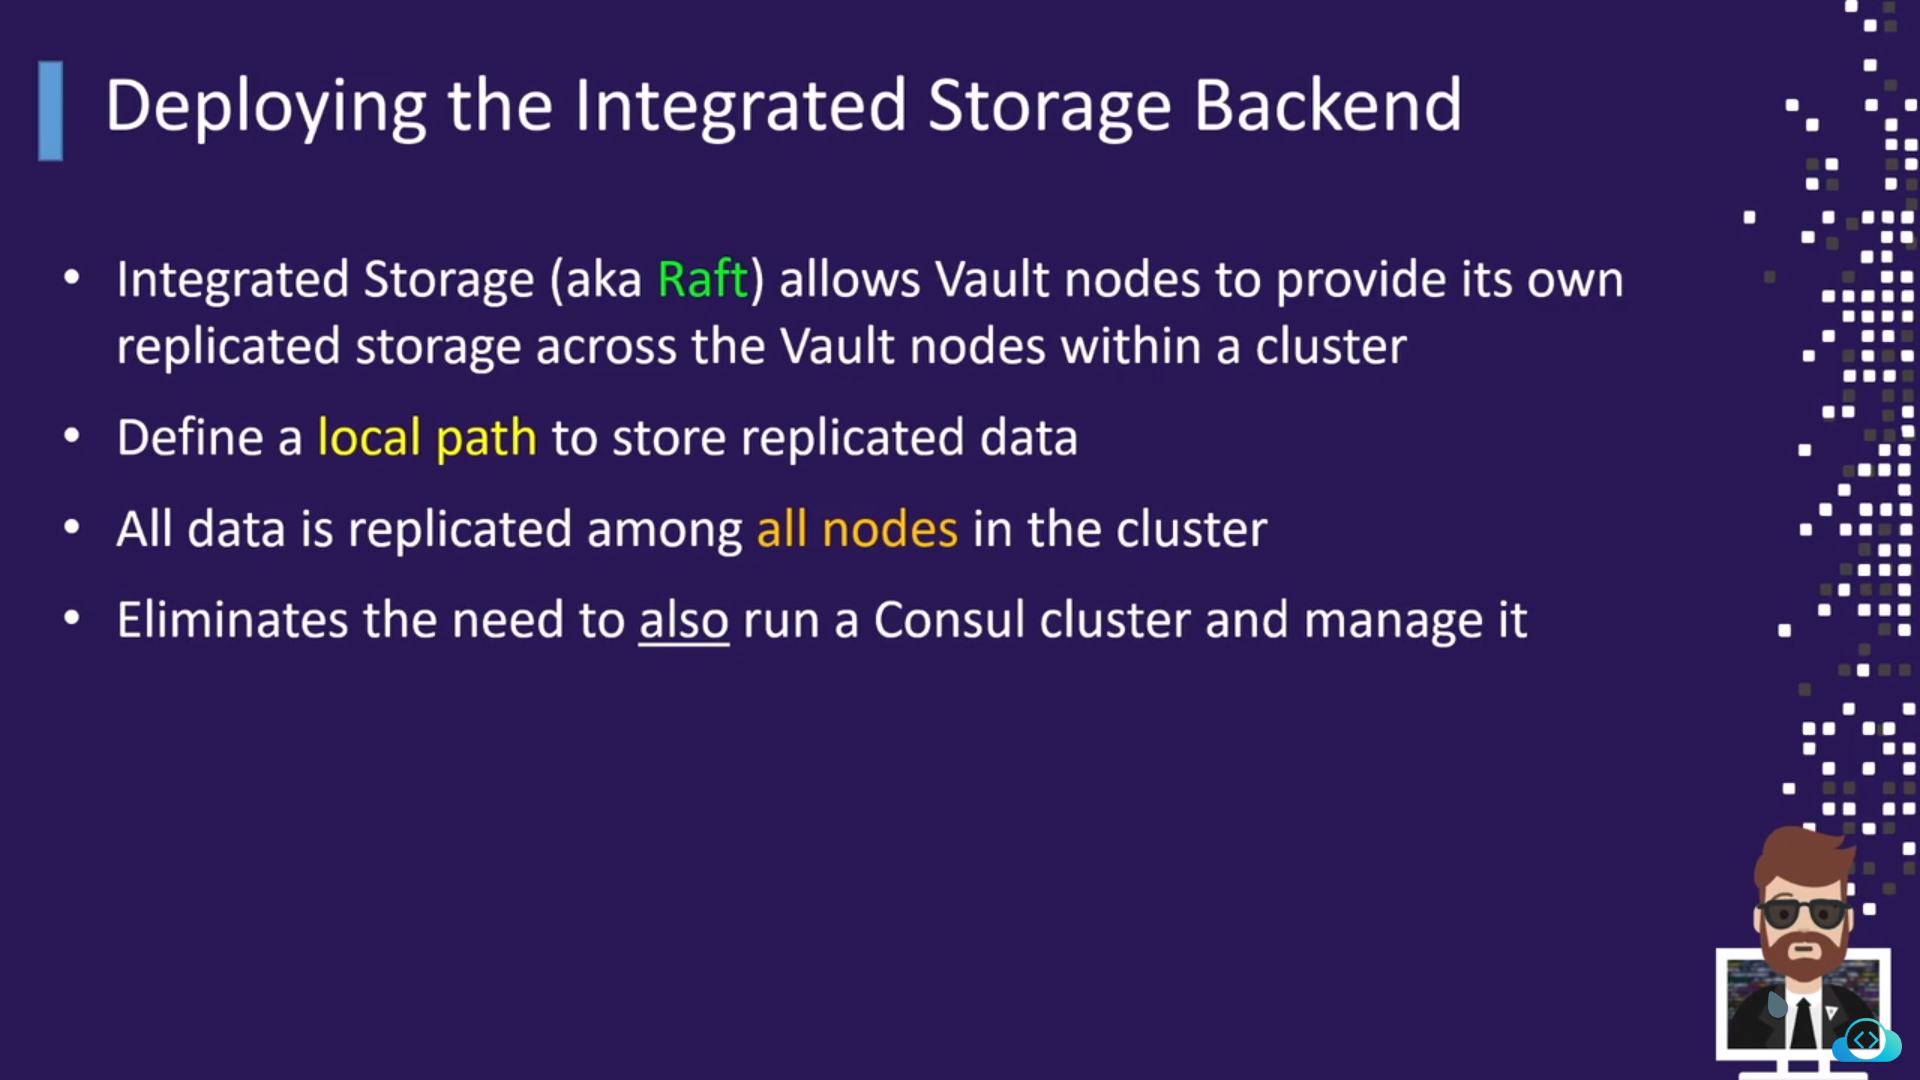 Deploying the Integrated Storage Backend
• Integrated Storage (aka Raft) allows Vault nodes to provide its own
replicated storage across the Vault nodes within a cluster
• Define a local path to store replicated data
• All data is replicated among all nodes in the cluster
• Eliminates the need to also run a Consul cluster and manage it